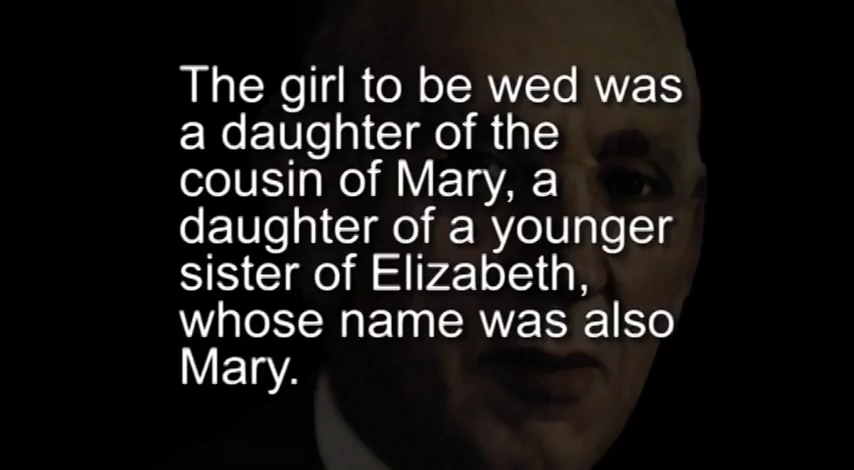 The girl to be wed was
a daughter of the
cousin of Mary, a
daughter of a younger
sister of Elizabeth,
whose name was also
Mary.